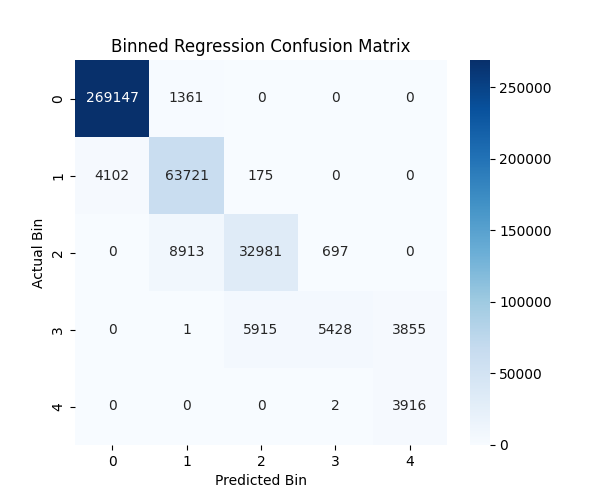 Binned Regression Confusion Matrix
Actual Bin
0 269147 1361 0 0 0
1 4102 63721 175 0 0
2 0 8913 32981 697 0
3 0 1 5915 5428 3855
4 0 0 0 2 3916
0 1 2 3 4
Predicted Bin
250000
200000
150000
100000
50000
0